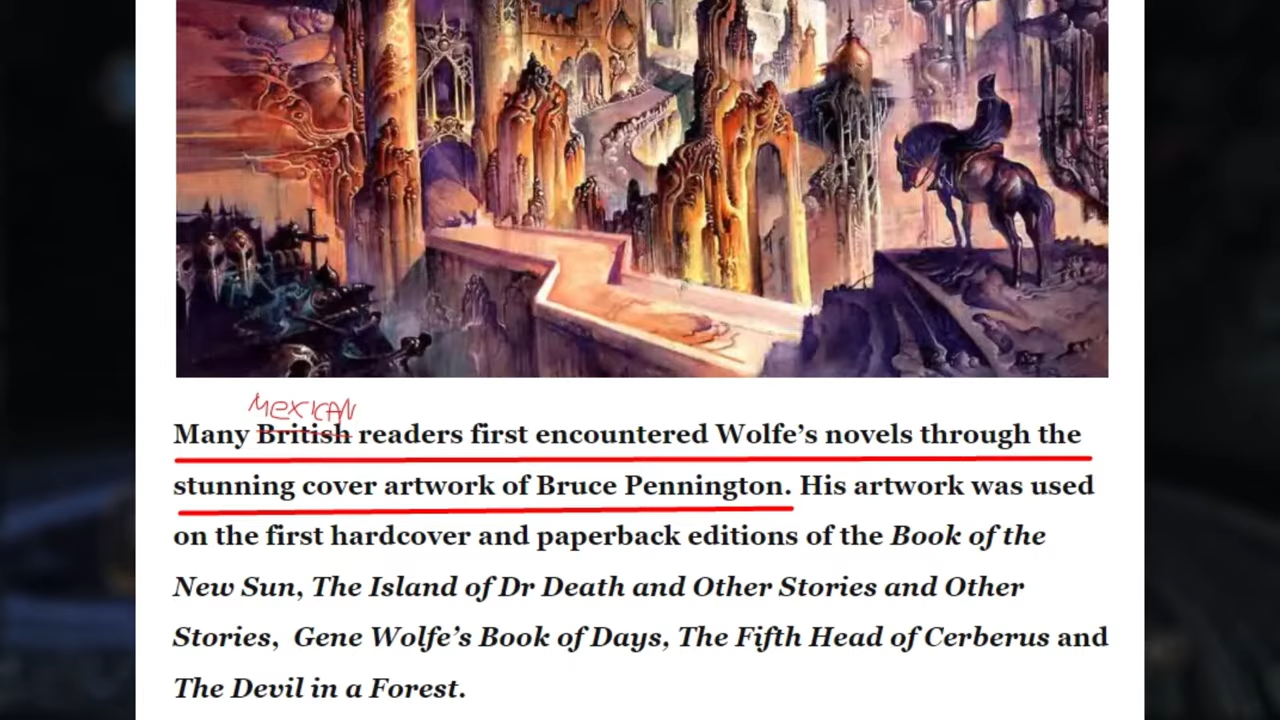 MEXICAN
Many British readers first encountered Wolfe's novels through the
stunning cover artwork of Bruce Pennington. His artwork was used
on the first hardcover and paperback editions of the Book of the
New Sun, The Island of Dr Death and Other Stories and Other
Stories, Gene Wolfe's Book of Days, The Fifth Head of Cerberus and
The Devil in a Forest.